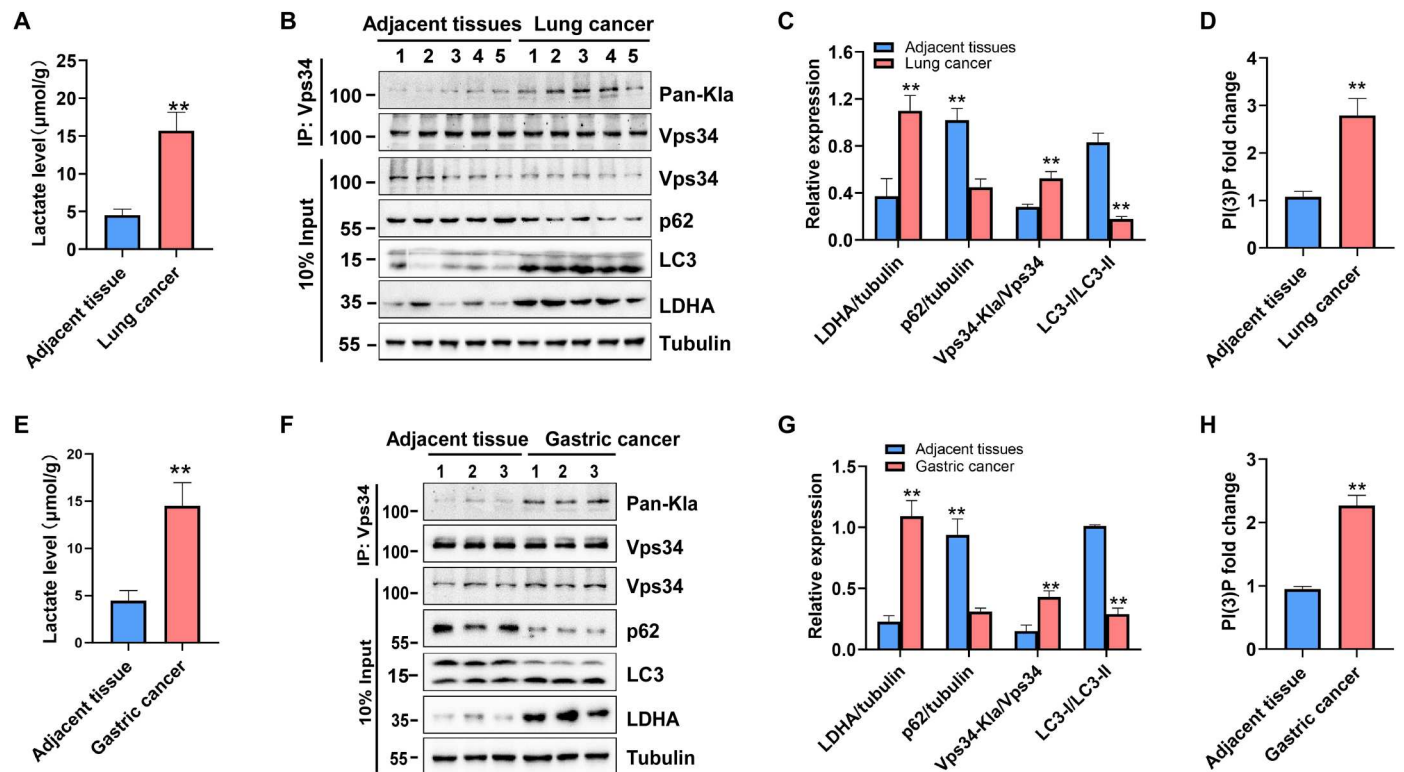 A
Lactate level (μmol/g)
20
15
10
5
0
Adjacent tissue
Lung cancer
**
B
Adjacent tissues Lung cancer
1 2 3 4 5 1 2 3 4 5
IP: Vps34
10% Input
100 Pan-Kla
100 Vps34
100 Vps34
55 p62
15 LC3
35 LDHA
55 Tubulin
C
Adjacent tissues
Lung cancer
Relative expression
1.6
1.2
0.8
0.4
0.0
** ** ** **
LDHA/tubulin
p62/tubulin
Vps34-Kla/Vps34
LC3-I/LC3-II
D
PI(3)P fold change
4
3
2
1
0
**
Adjacent tissue
Lung cancer
E
Lactate level (μmol/g)
20
15
10
5
0
**
Adjacent tissue
Gastric cancer
F
Adjacent tissue Gastric cancer
1 2 3 1 2 3
IP: Vps34
10% Input
100 Pan-Kla
100 Vps34
100 Vps34
55 p62
15 LC3
35 LDHA
55 Tubulin
G
Adjacent tissues
Gastric cancer
Relative expression
1.5
1.0
0.5
0.0
** ** ** **
LDHA/tubulin
p62/tubulin
Vps34-Kla/Vps34
LC3-I/LC3-II
H
PI(3)P fold change
3
2
1
0
**
Adjacent tissue
Gastric cancer